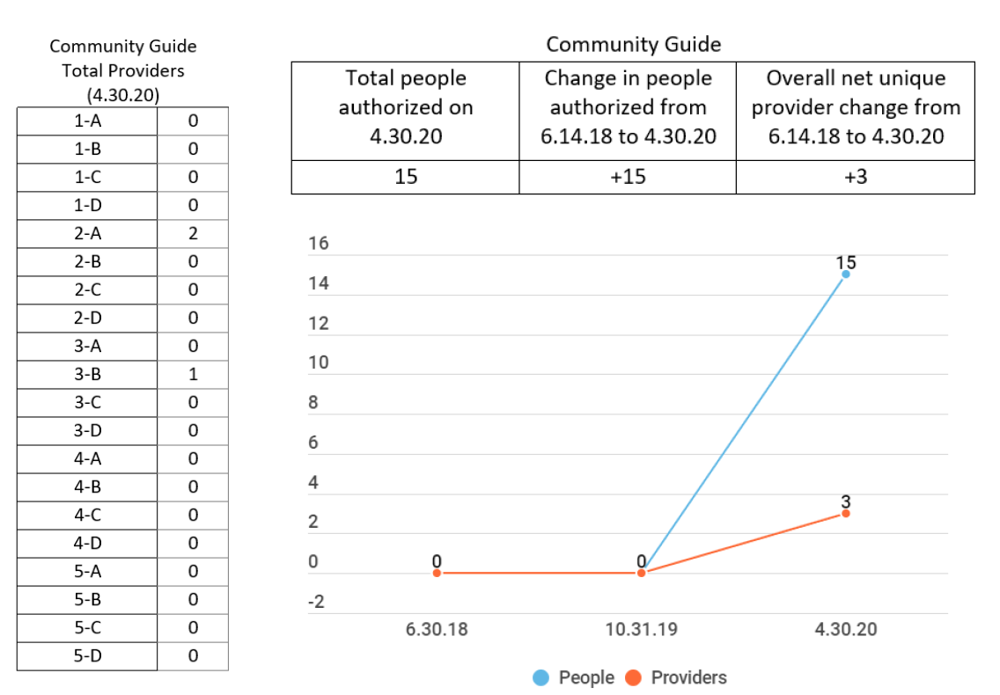 Community Guide
Total Providers
(4.30.20)
1-A 0
1-B 0
1-C 0
1-D 0
2-A 2
2-B 0
2-C 0
2-D 0
3-A 0
3-B 1
3-C 0
3-D 0
4-A 0
4-B 0
4-C 0
4-D 0
5-A 0
5-B 0
5-C 0
5-D 0
Community Guide
Total people authorized on 4.30.20
Change in people authorized from 6.14.18 to 4.30.20
Overall net unique provider change from 6.14.18 to 4.30.20
15 +15 +3
16
15
14
12
10
8
6
4
3
2
0 0 0
-2
6.30.18 10.31.19 4.30.20
People Providers